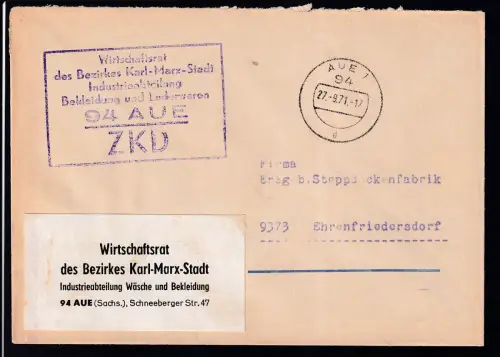 Wirtschaftsrat
des Bezirkes Karl-Marx-Stadt
Industrieabteilung
Bekleidung und Lederwaren
94 AUE
ZKD
AUE 1
94
27.-9.71.-17
d
Firma
Erzg b.Steppdeckenfabrik
9373 Ehrenfriedersdorf
Wirtschaftsrat
des Bezirkes Karl-Marx-Stadt
Industrieabteilung Wäsche und Bekleidung
94 AUE (Sachs.), Schneeberger Str. 47